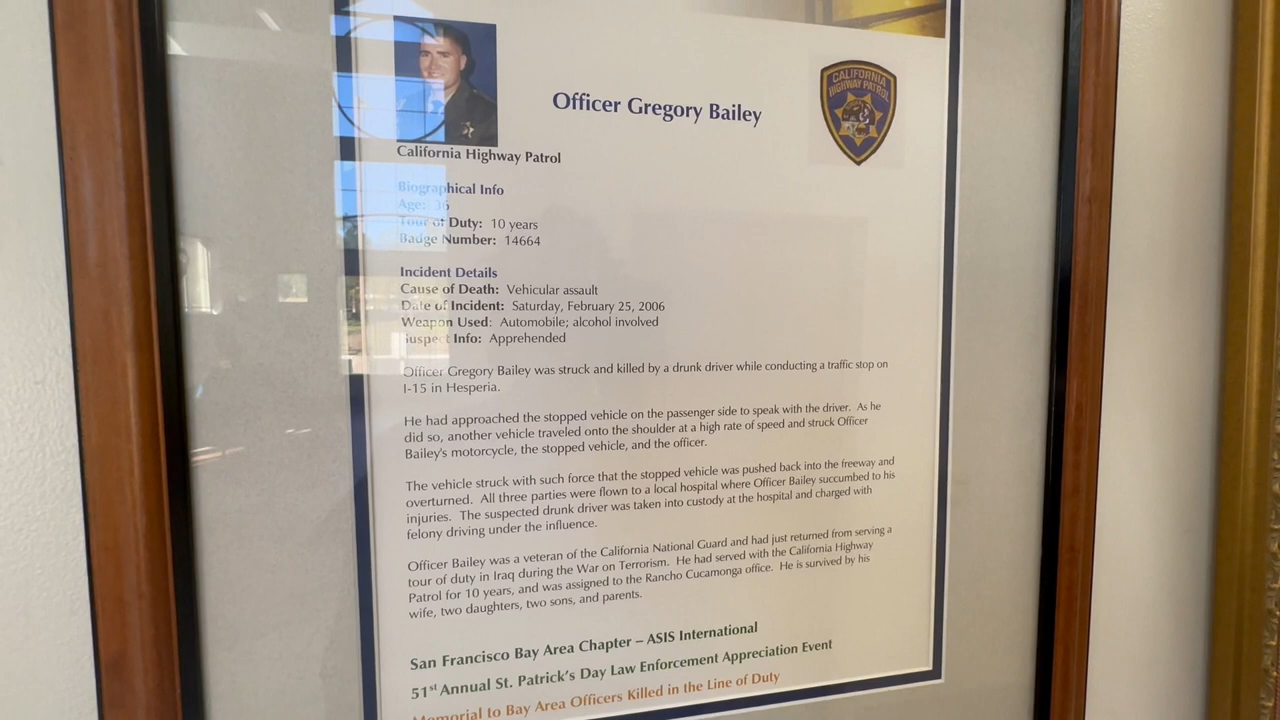 Officer Gregory Bailey
CALIFORNIA
HIGHWAY PATROL
California Highway Patrol
Biographical Info
Age: 36
Tour of Duty: 10 years
Badge Number: 14664
Incident Details
Cause of Death: Vehicular assault
Date of Incident: Saturday, February 25, 2006
Weapon Used: Automobile; alcohol involved
Suspect Info: Apprehended
Officer Gregory Bailey was struck and killed by a drunk driver while conducting a traffic stop on
I-15 in Hesperia.
He had approached the stopped vehicle on the passenger side to speak with the driver. As he
did so, another vehicle traveled onto the shoulder at a high rate of speed and struck Officer
Bailey's motorcycle, the stopped vehicle, and the officer.
The vehicle struck with such force that the stopped vehicle was pushed back into the freeway and
overturned. All three parties were flown to a local hospital where Officer Bailey succumbed to his
injuries. The suspected drunk driver was taken into custody at the hospital and charged with
felony driving under the influence.
Officer Bailey was a veteran of the California National Guard and had just returned from serving a
tour of duty in Iraq during the War on Terrorism. He had served with the California Highway
Patrol for 10 years, and was assigned to the Rancho Cucamonga office. He is survived by his
wife, two daughters, two sons, and parents.
San Francisco Bay Area Chapter – ASIS International
51st Annual St. Patrick's Day Law Enforcement Appreciation Event
Memorial to Bay Area Officers Killed in the Line of Duty